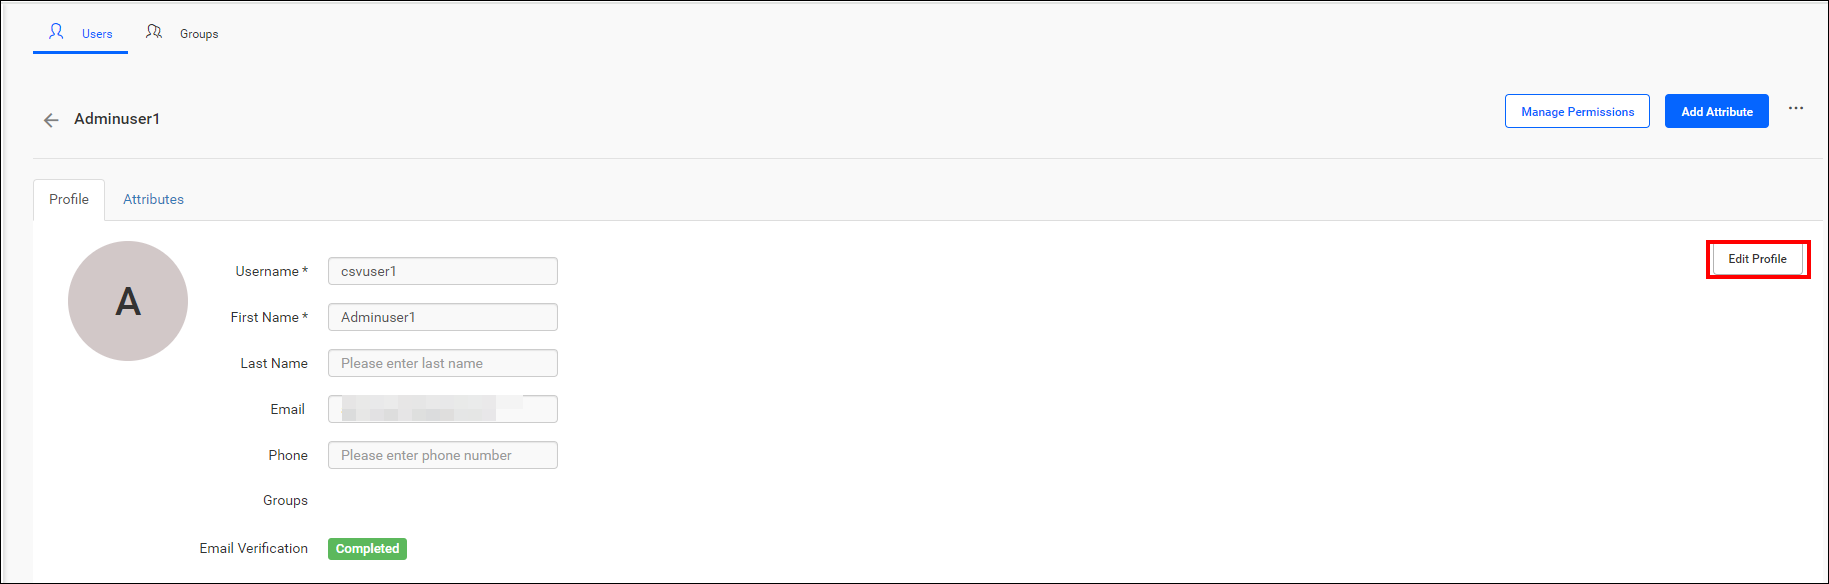 Users Groups
Adminuser1 Manage Permissions Add Attribute ...
Profile Attributes
A
Edit Profile
Username * csvuser1
First Name * Adminuser1
Last Name Please enter last name
Email
Phone Please enter phone number
Groups
Email Verification Completed